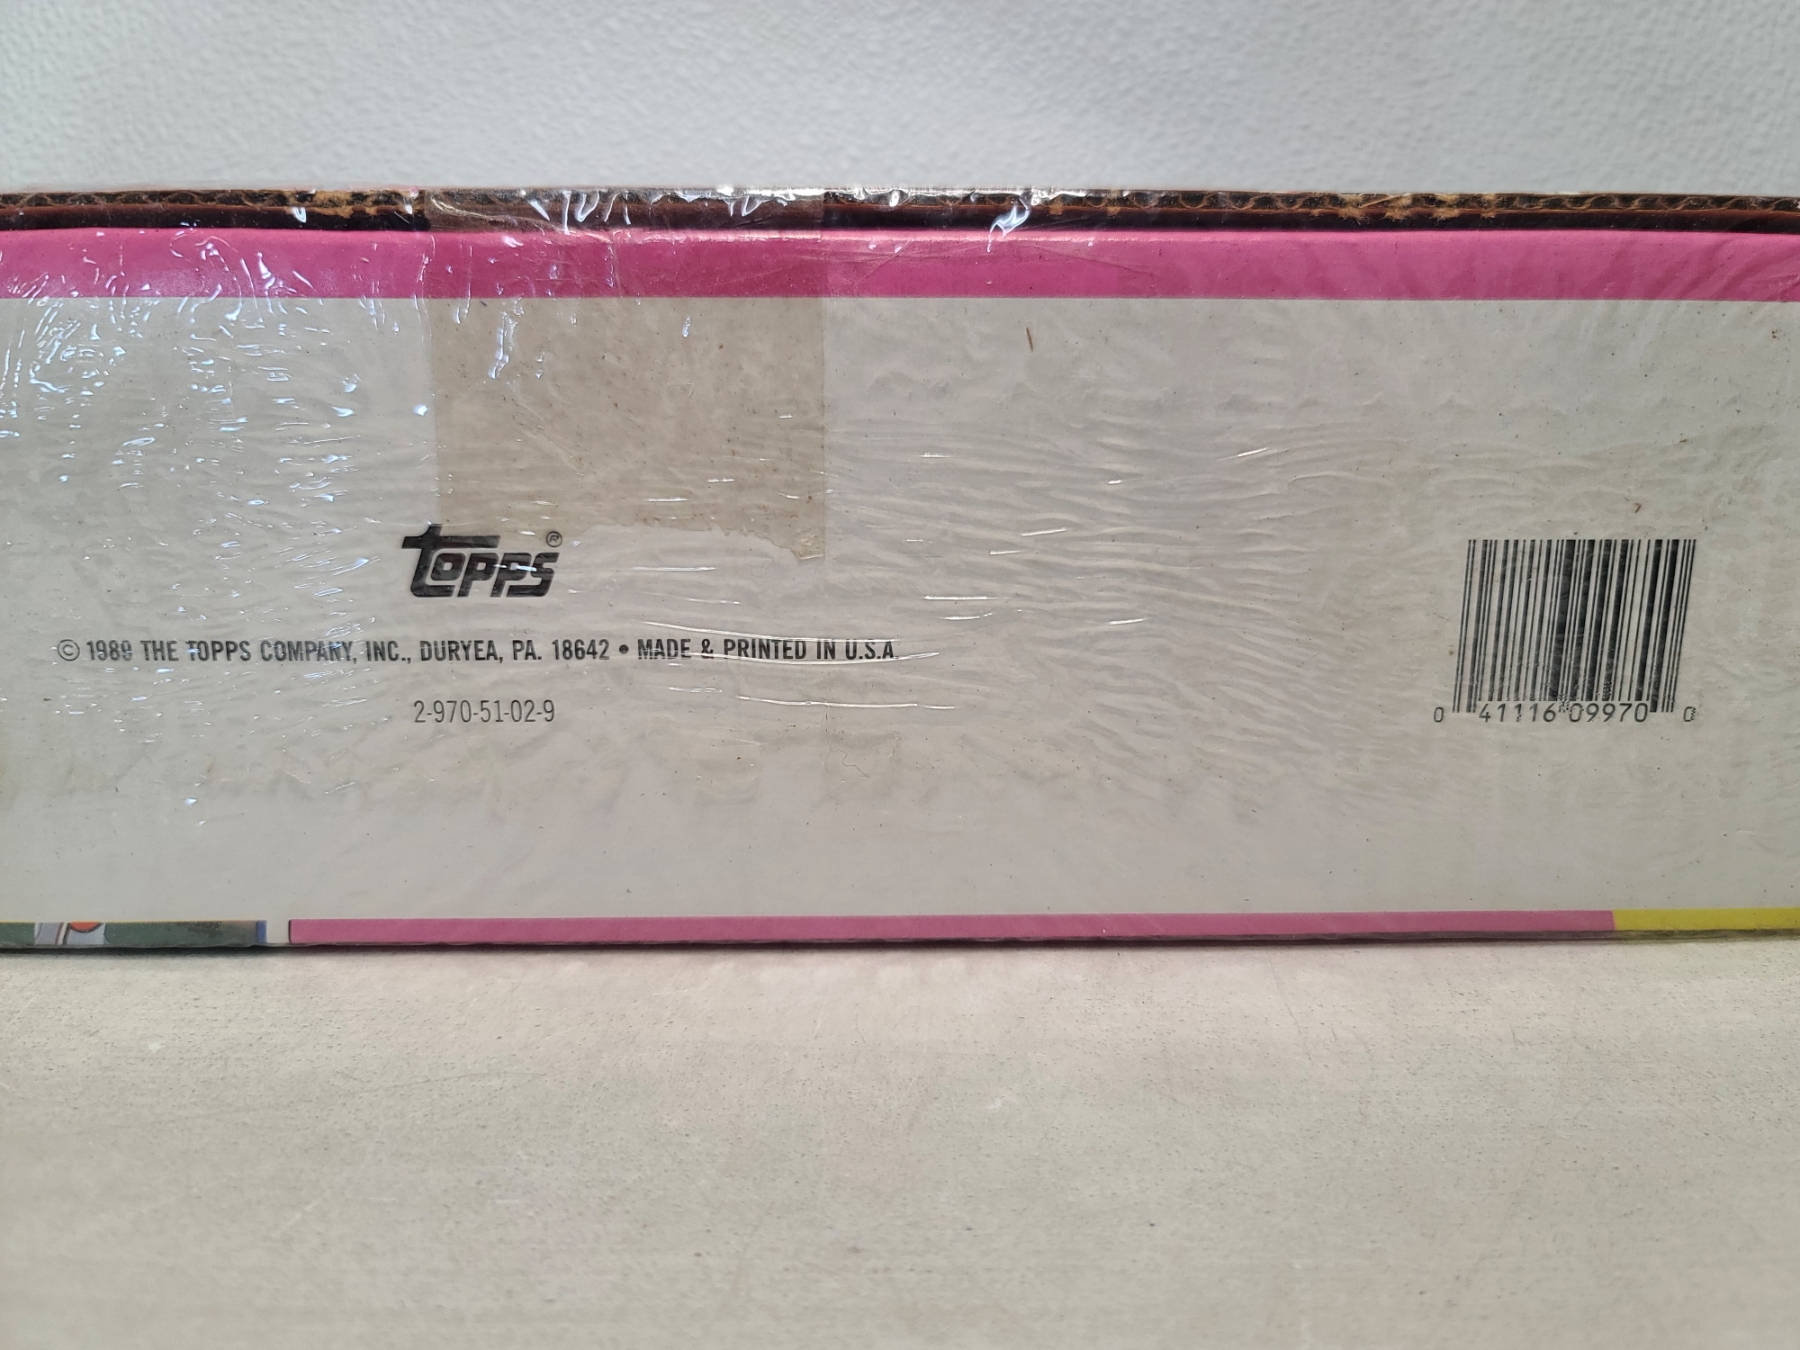 TOPPS®
© 1989 THE TOPPS COMPANY, INC., DURYEA, PA. 18642 • MADE & PRINTED IN U.S.A.
2-970-51-02-9
0 41116 09970 0